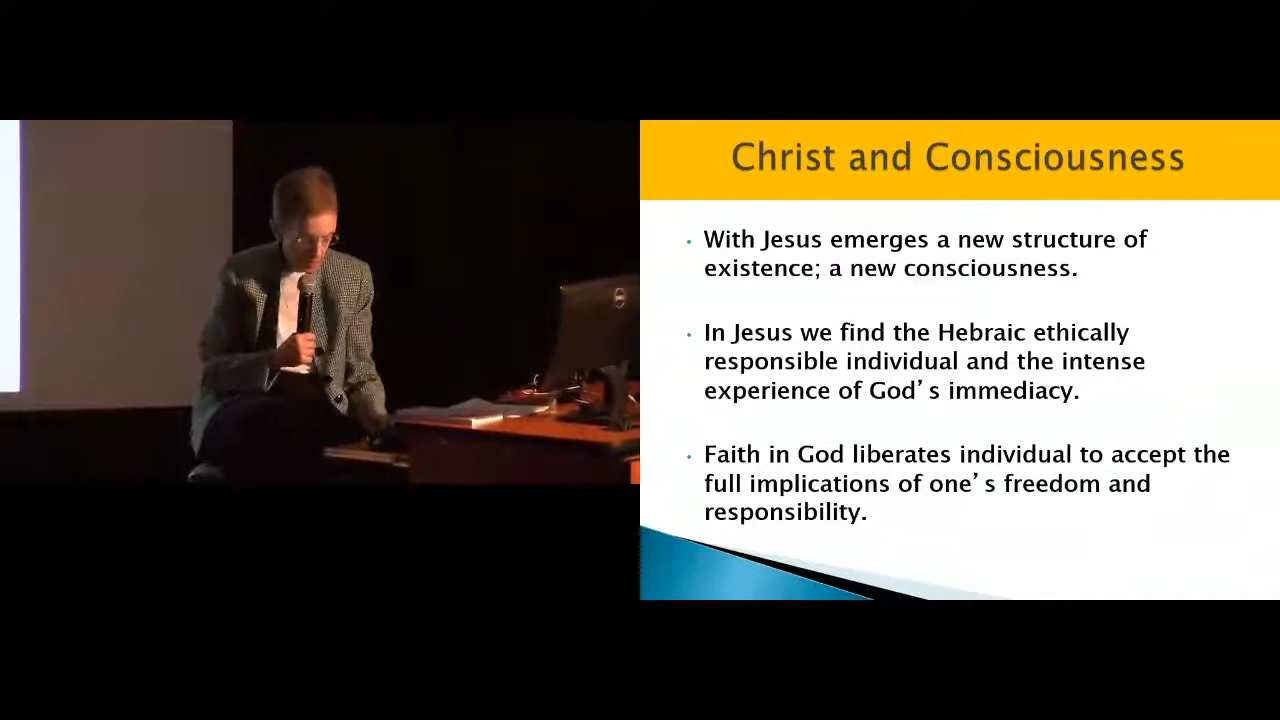 Christ and Consciousness
• With Jesus emerges a new structure of
existence; a new consciousness.
• In Jesus we find the Hebraic ethically
responsible individual and the intense
experience of God’s immediacy.
• Faith in God liberates individual to accept the
full implications of one’s freedom and
responsibility.